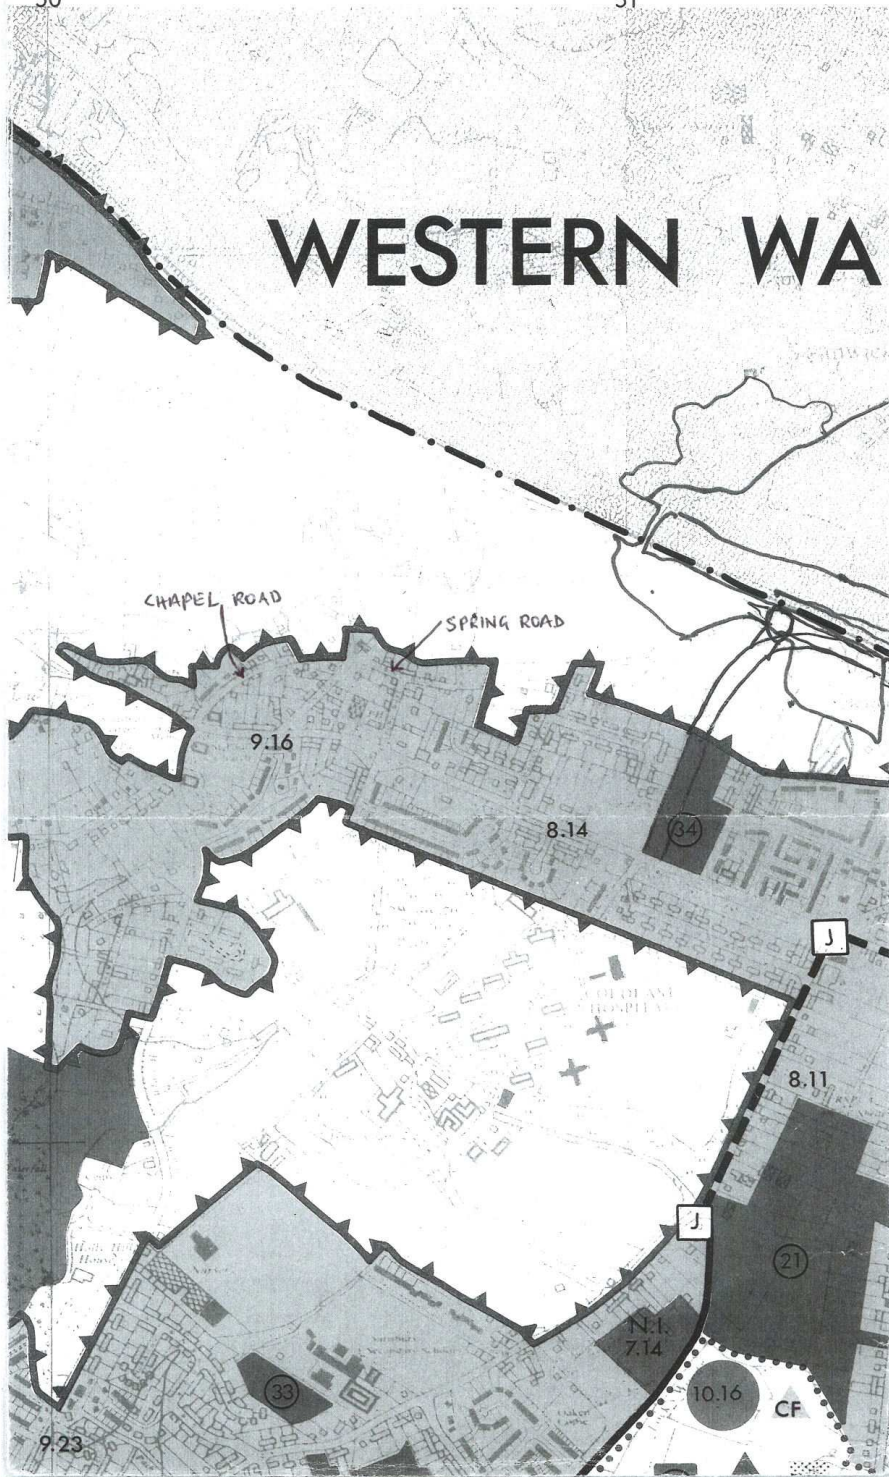 30
31
WESTERN WA
CHAPEL ROAD
SPRING ROAD
9.16
8.14
34
J
HOSPITAL
8.11
J
21
N.I.
7.14
33
10.16
CF
9.23